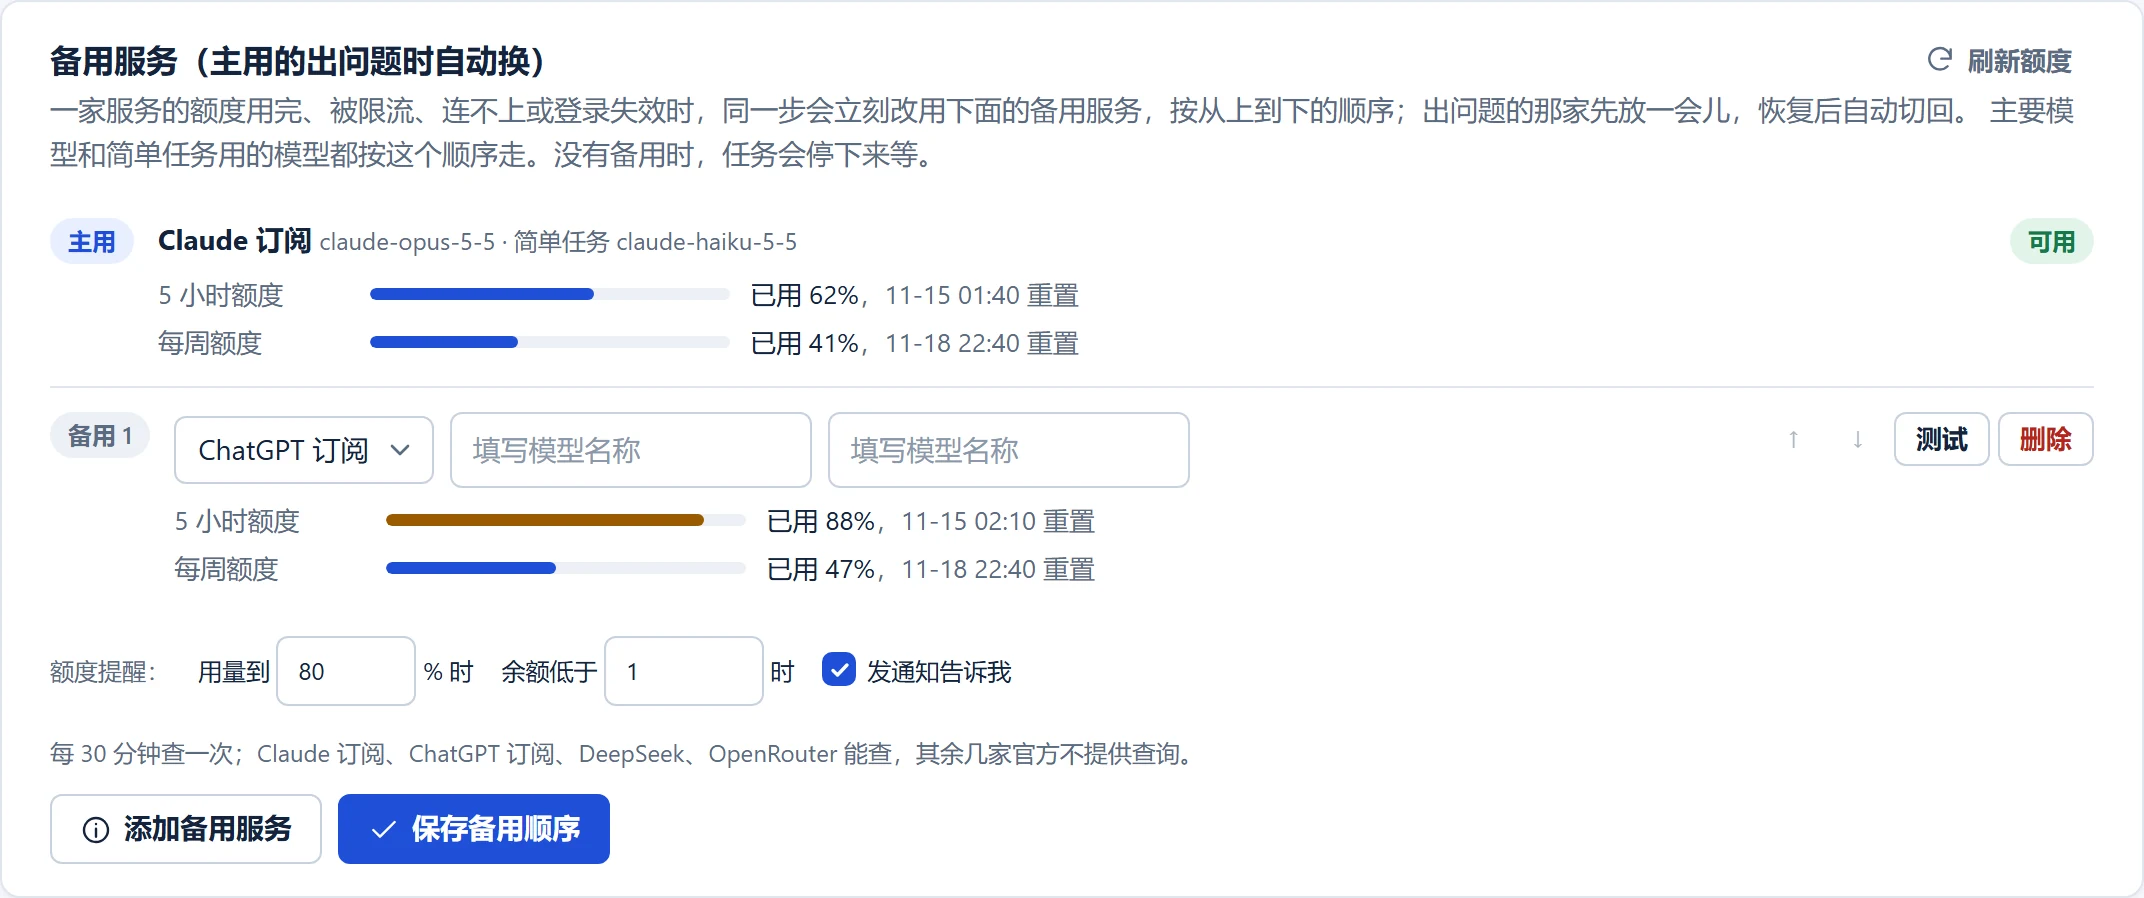 备用服务（主用的出问题时自动换）
刷新额度
一家服务的额度用完、被限流、连不上或登录失效时，同一步会立刻改用下面的备用服务，按从上到下的顺序；出问题的那家先放一会儿，恢复后自动切回。 主要模
型和简单任务用的模型都按这个顺序走。没有备用时，任务会停下来等。
主用 Claude 订阅 claude-opus-5-5 · 简单任务 claude-haiku-5-5 可用
5 小时额度 已用 62%，11-15 01:40 重置
每周额度 已用 41%，11-18 22:40 重置
备用 1 ChatGPT 订阅 填写模型名称 填写模型名称 ↑ ↓ 测试 删除
5 小时额度 已用 88%，11-15 02:10 重置
每周额度 已用 47%，11-18 22:40 重置
额度提醒： 用量到 80 % 时 余额低于 1 时 发通知告诉我
每 30 分钟查一次；Claude 订阅、ChatGPT 订阅、DeepSeek、OpenRouter 能查，其余几家官方不提供查询。
添加备用服务 保存备用顺序